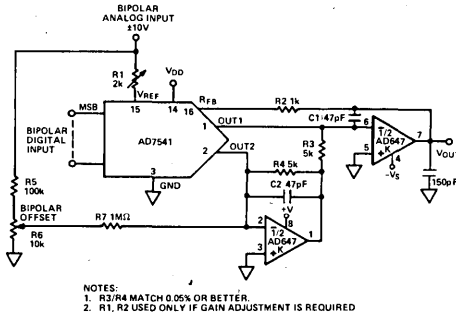 BIPOLAR
ANALOG INPUT
±10V
R1
2k
VREF
VDD
15
14
16
RFB
R2 1k
C1 47pF
MSB
BIPOLAR
DIGITAL
INPUT
AD7541
1
OUT1
2
OUT2
3
GND
R3
5k
R4 5k
C2 47pF
6
5
1/2
AD647
K
7
4
-VS
VOUT
150pF
R5
100k
BIPOLAR
OFFSET
R6
10k
R7 1MΩ
+V
8
2
3
1/2
AD647
K
1
NOTES:
1. R3/R4 MATCH 0.05% OR BETTER.
2. R1, R2 USED ONLY IF GAIN ADJUSTMENT IS REQUIRED